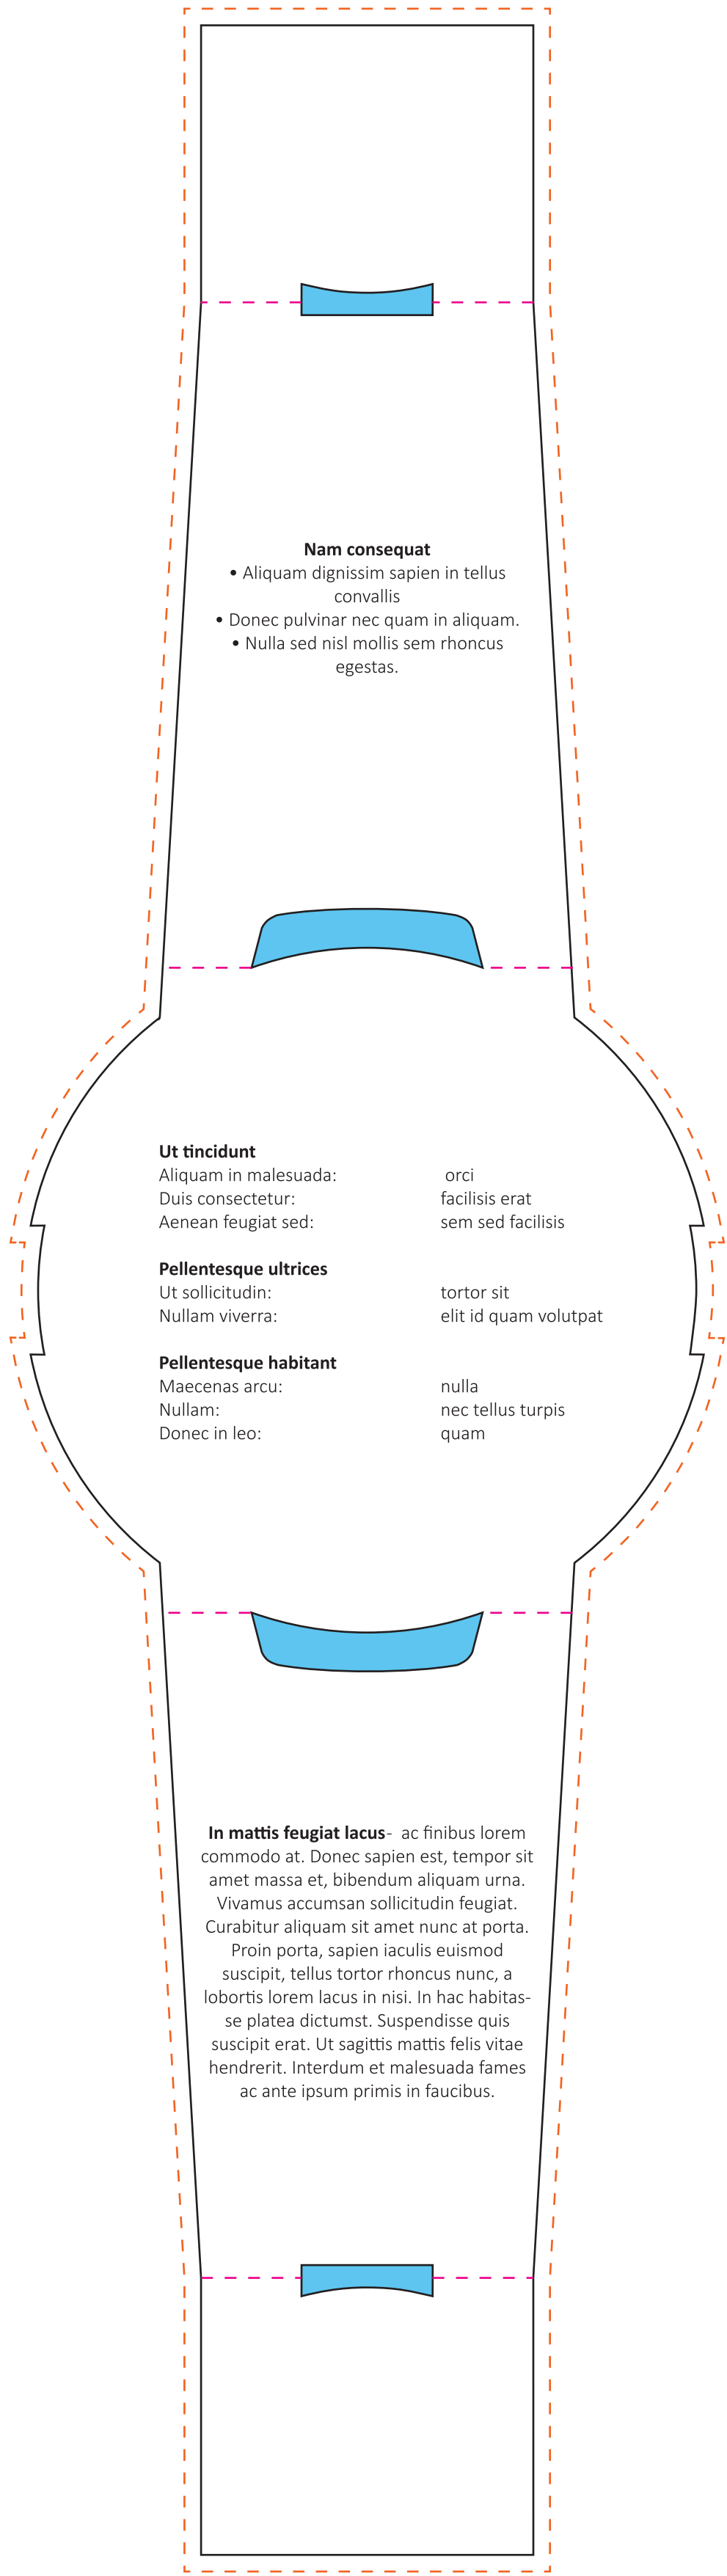 Nam consequat
• Aliquam dignissim sapien in tellus
convallis
• Donec pulvinar nec quam in aliquam.
• Nulla sed nisl mollis sem rhoncus
egestas.
Ut tincidunt
Aliquam in malesuada: orci
Duis consectetur: facilisis erat
Aenean feugiat sed: sem sed facilisis
Pellentesque ultrices
Ut sollicitudin: tortor sit
Nullam viverra: elit id quam volutpat
Pellentesque habitant
Maecenas arcu: nulla
Nullam: nec tellus turpis
Donec in leo: quam
In mattis feugiat lacus- ac finibus lorem
commodo at. Donec sapien est, tempor sit
amet massa et, bibendum aliquam urna.
Vivamus accumsan sollicitudin feugiat.
Curabitur aliquam sit amet nunc at porta.
Proin porta, sapien iaculis euismod
suscipit, tellus tortor rhoncus nunc, a
lobortis lorem lacus in nisi. In hac habitas-
se platea dictumst. Suspendisse quis
suscipit erat. Ut sagittis mattis felis vitae
hendrerit. Interdum et malesuada fames
ac ante ipsum primis in faucibus.